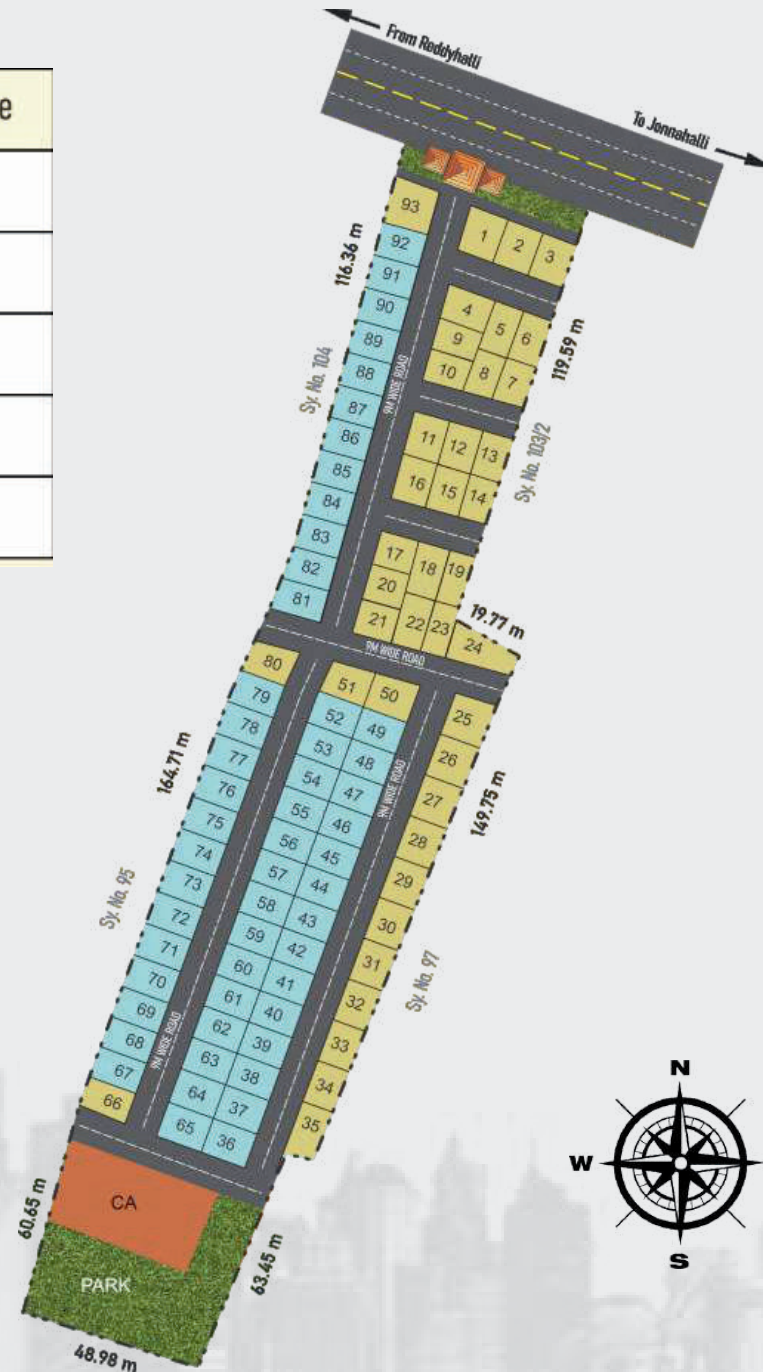 From Reddyhalli
To Jonnahalli
e
93
1 2 3
92
91
90
89
88
87
86
85
84
83
82
81
116.36 m
Sy. No. 104
9M WIDE ROAD
4 5 6
9
10 8 7
119.59 m
11 12 13
16 15 14
Sy. No. 103/2
17 18 19
20
21 22 23
24
19.77 m
9M WIDE ROAD
80
79
78
77
76
75
74
73
72
71
70
69
68
67
66
164.71 m
Sy. No. 95
9M WIDE ROAD
51 50
52 49
53 48
54 47
55 46
56 45
57 44
58 43
59 42
60 41
61 40
62 39
63 38
64 37
65 36
9M WIDE ROAD
25
26
27
28
29
30
31
32
33
34
35
149.75 m
Sy. No. 97
CA
PARK
60.65 m
63.45 m
48.98 m
N
W
S